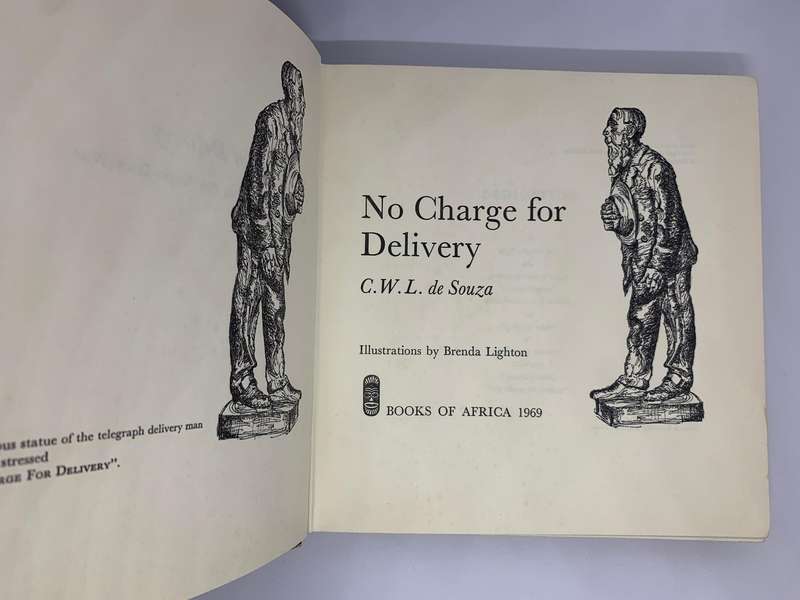 ous statue of the telegraph delivery man
stressed
RGE FOR DELIVERY".
No Charge for
Delivery
C.W.L. de Souza
Illustrations by Brenda Lighton
BOOKS OF AFRICA 1969